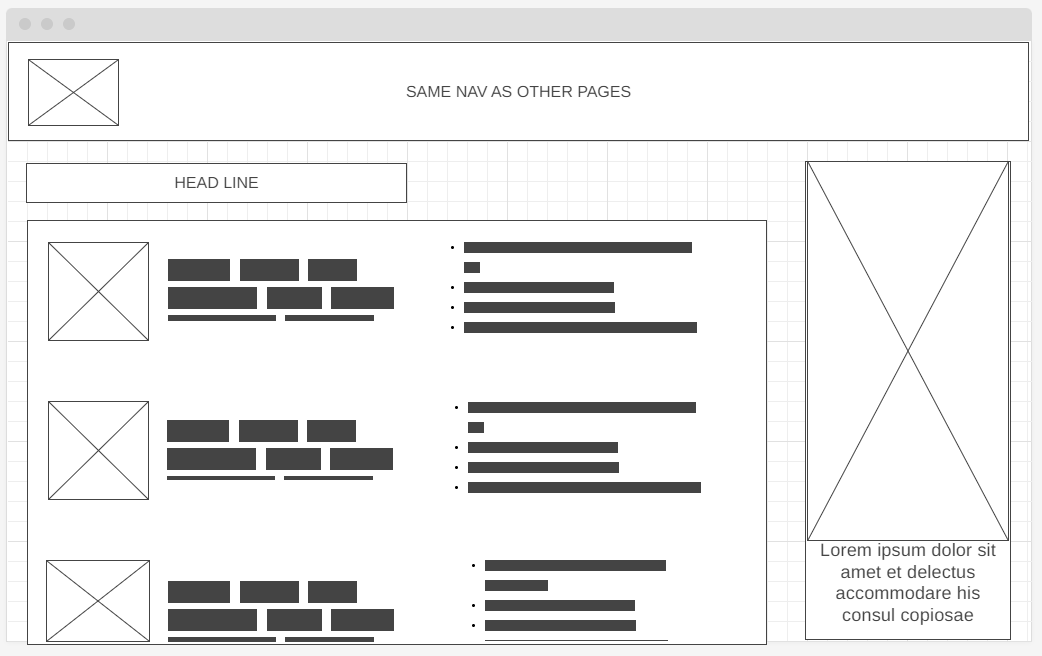 SAME NAV AS OTHER PAGES
HEAD LINE
Lorem ipsum dolor sit
amet et delectus
accommodare his
consul copiosae